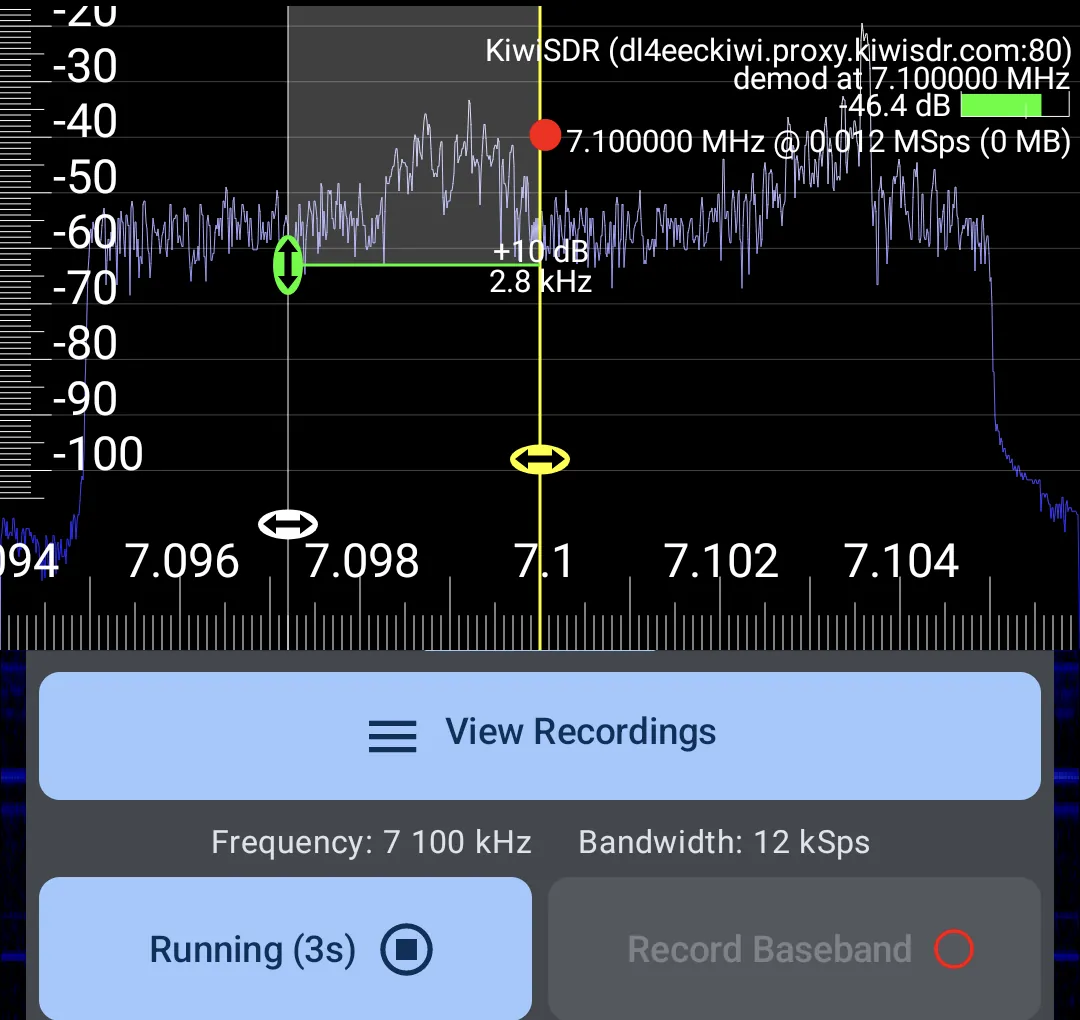 -20
-30
-40
-50
-60
-70
-80
-90
-100
KiwiSDR (dl4eeckiwi.proxy.kiwisdr.com:80)
demod at 7.100000 MHz
-46.4 dB
7.100000 MHz @ 0.012 MSps (0 MB)
+10 dB
2.8 kHz
094 7.096 7.098 7.1 7.102 7.104
View Recordings
Frequency: 7 100 kHz Bandwidth: 12 kSps
Running (3s) Record Baseband